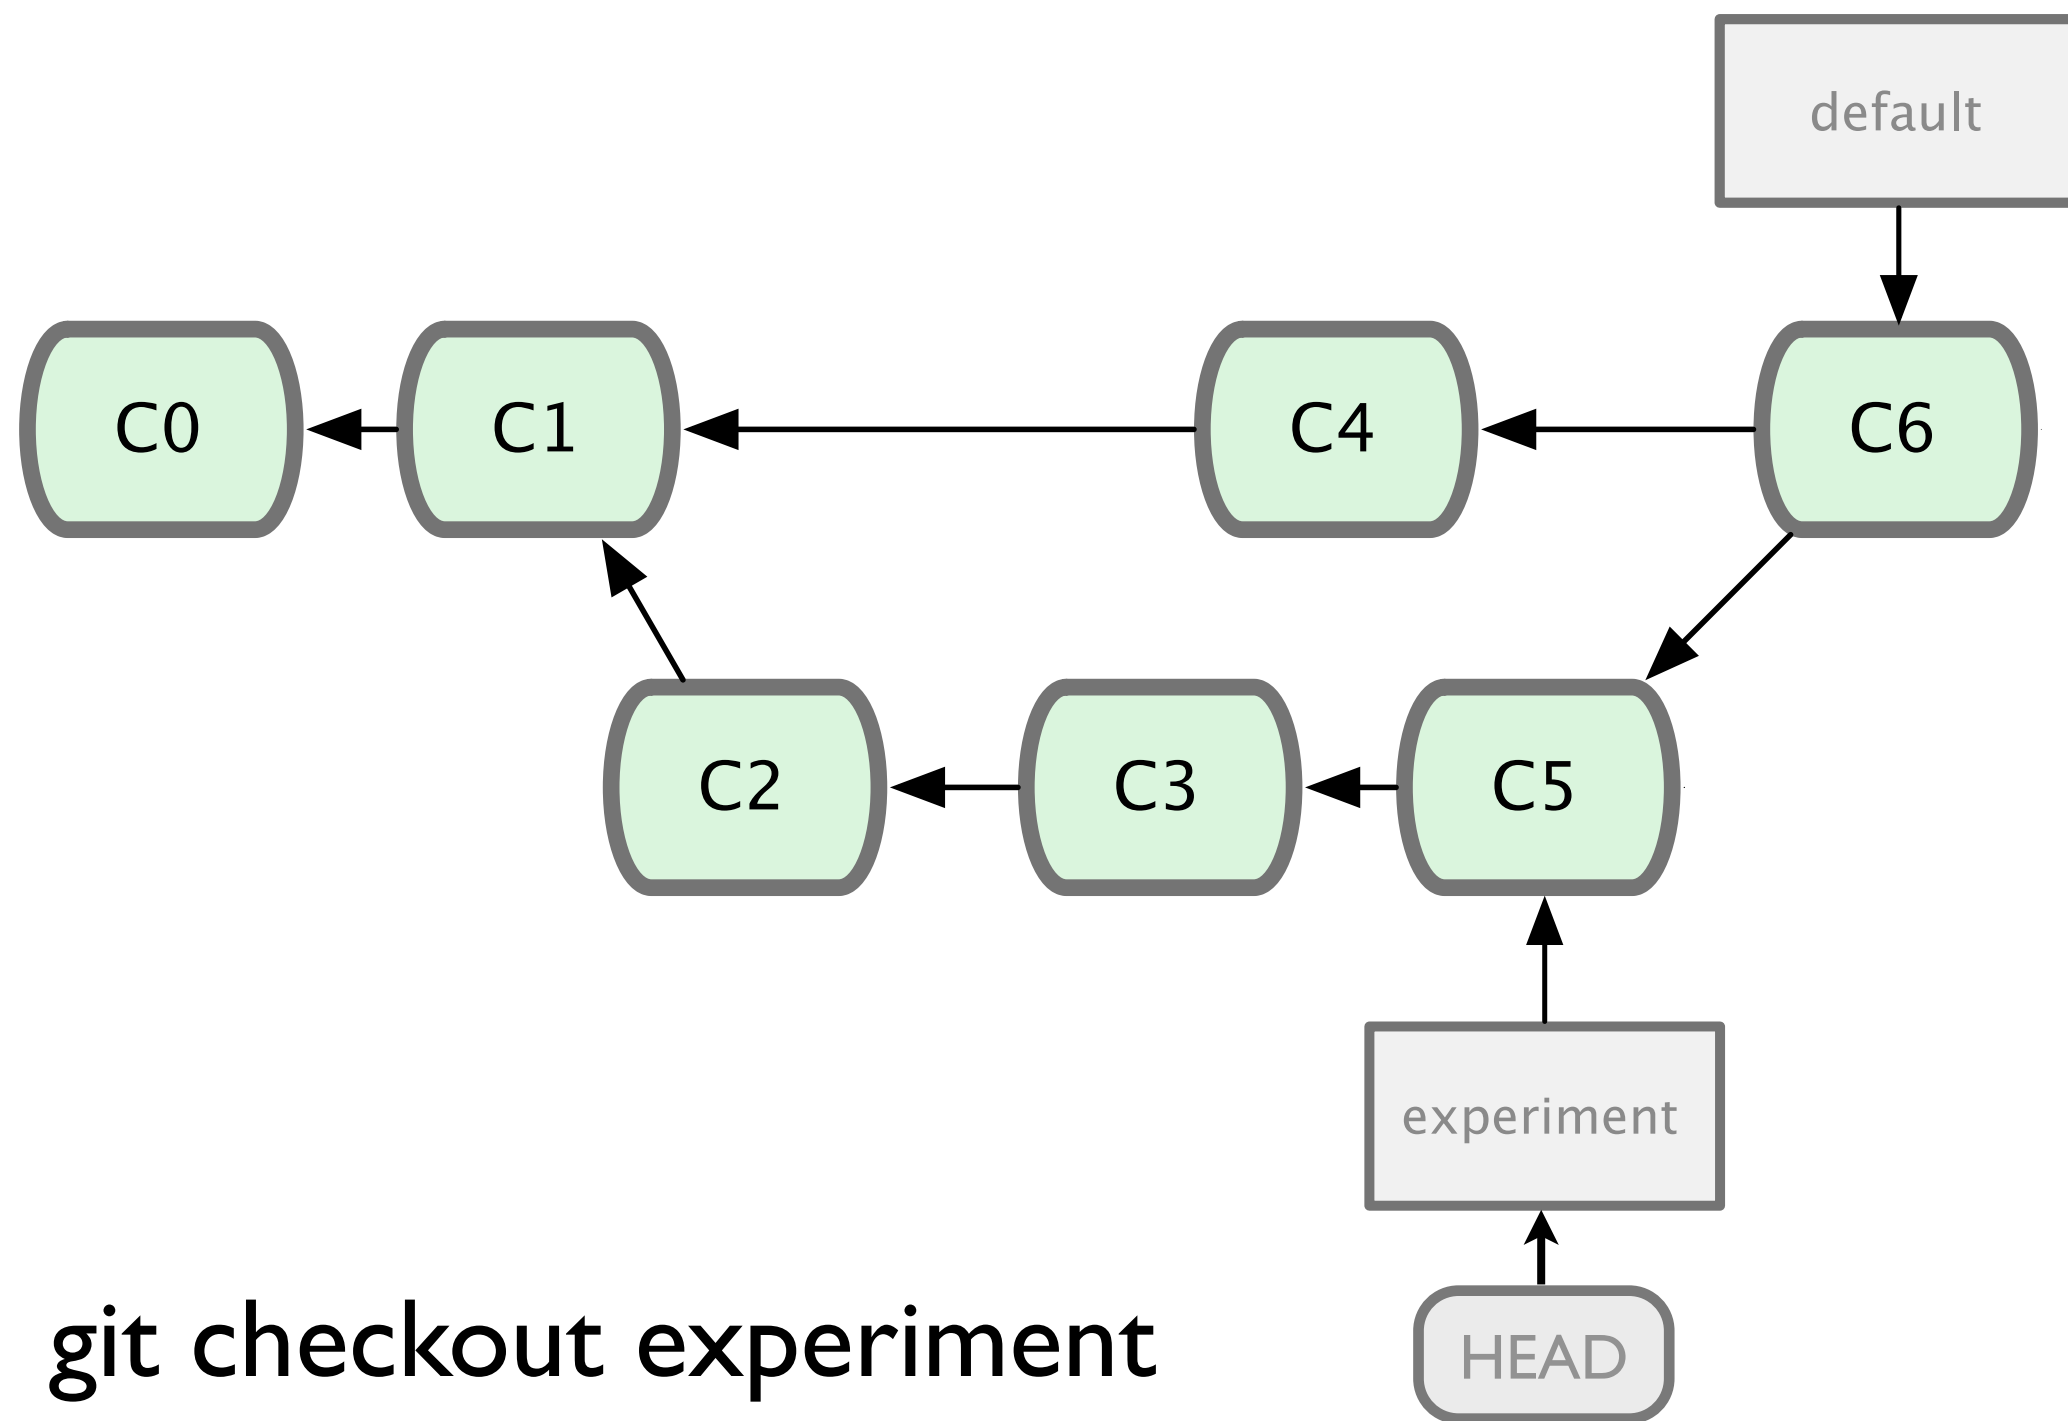 default
C0
C1
C4
C6
C2
C3
C5
experiment
git checkout experiment
HEAD